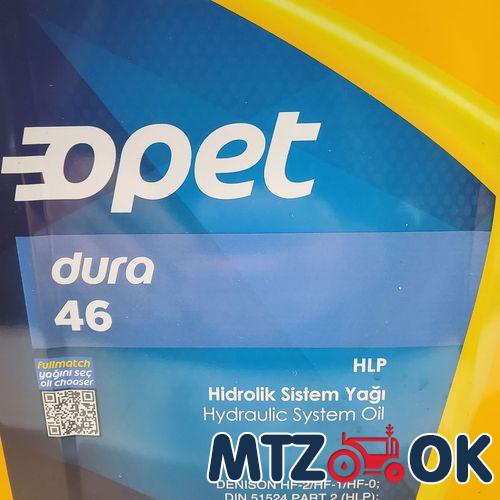 opet
dura
46
fullmatch
yağını seç
oil chooser
HLP
Hidrolik Sistem Yağı
Hydraulic System Oil
MTZ OK
DENISON HF-2/HF-1/HF-0;
DIN 51524 PART 2 (HLP);